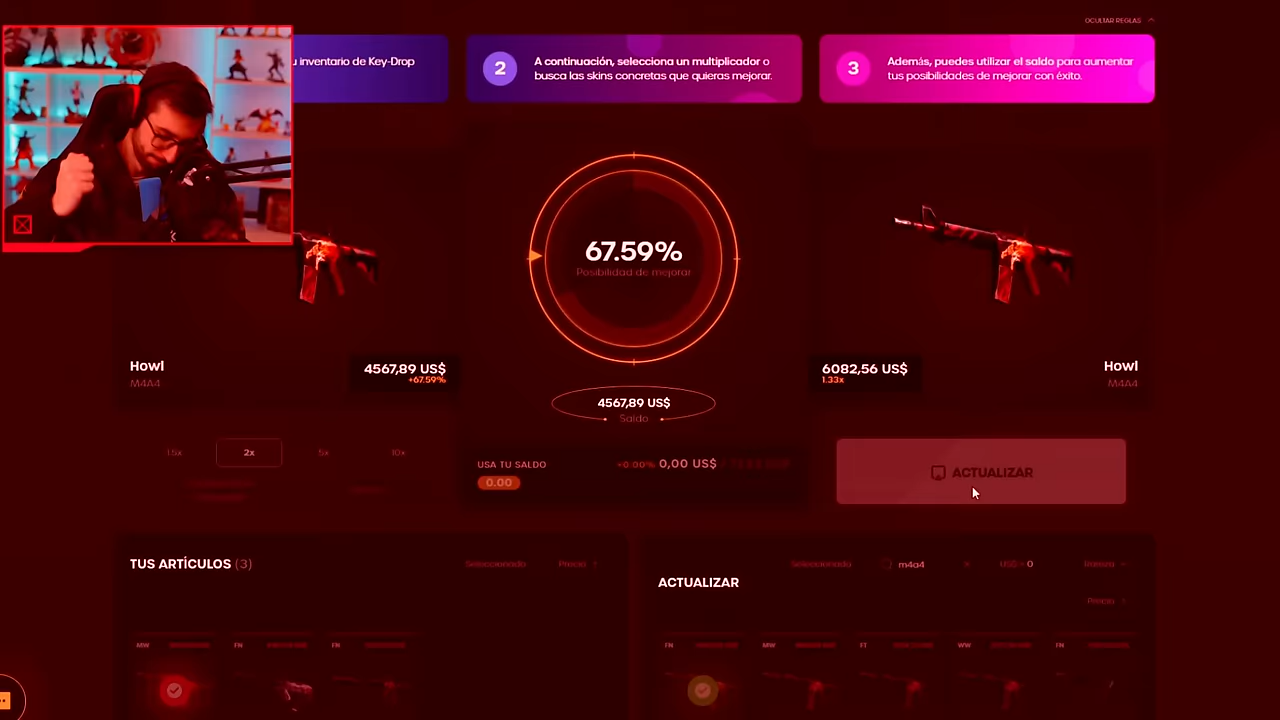 OCULTAR REGLAS
u inventario de Key-Drop
2
A continuación, selecciona un multiplicador o
busca las skins concretas que quieras mejorar.
3
Además, puedes utilizar el saldo para aumentar
tus posibilidades de mejorar con éxito.
67.59%
Posibilidad de mejorar
Howl
M4A4
4567,89 US$
+67.59%
6082,56 US$
1.33x
Howl
M4A4
4567,89 US$
Saldo
1.5x
2x
5x
10x
USA TU SALDO
0.00
+0.00% 0,00 US$
ACTUALIZAR
TUS ARTÍCULOS (3)
Seleccionado
Precio
ACTUALIZAR
Seleccionado
m4a4
US$ - 0
Precio
MW
FN
FN
FN
MW
FT
WW
FN